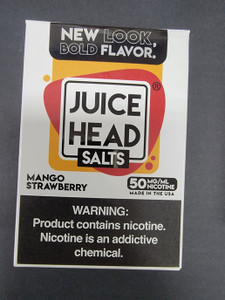 NEW LOOK,
BOLD FLAVOR.
JUICE
HEAD
®
SALTS
MANGO
STRAWBERRY
50 MG/ML
NICOTINE
MADE IN THE USA
WARNING:
Product contains nicotine.
Nicotine is an addictive
chemical.